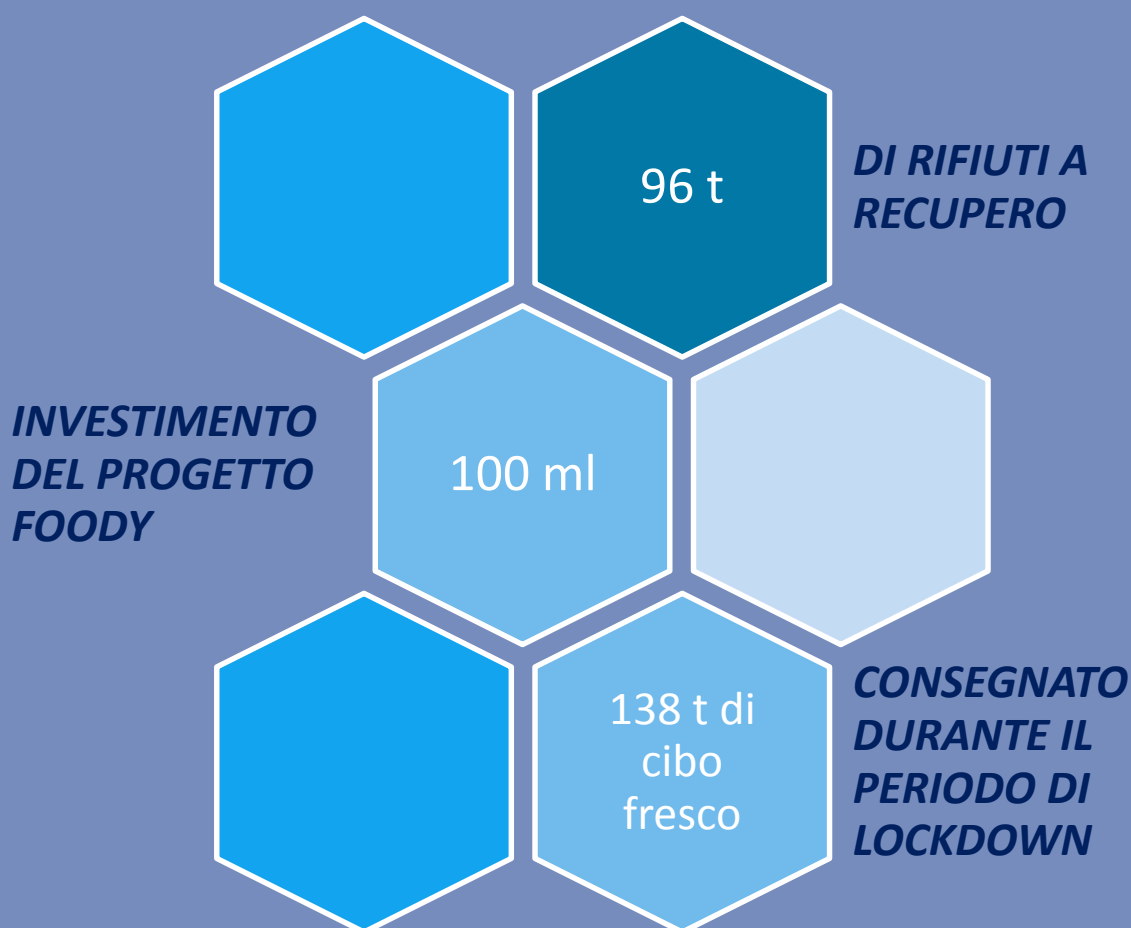 96 t
DI RIFIUTI A
RECUPERO
INVESTIMENTO
DEL PROGETTO
FOODY
100 ml
138 t di
cibo
fresco
CONSEGNATO
DURANTE IL
PERIODO DI
LOCKDOWN